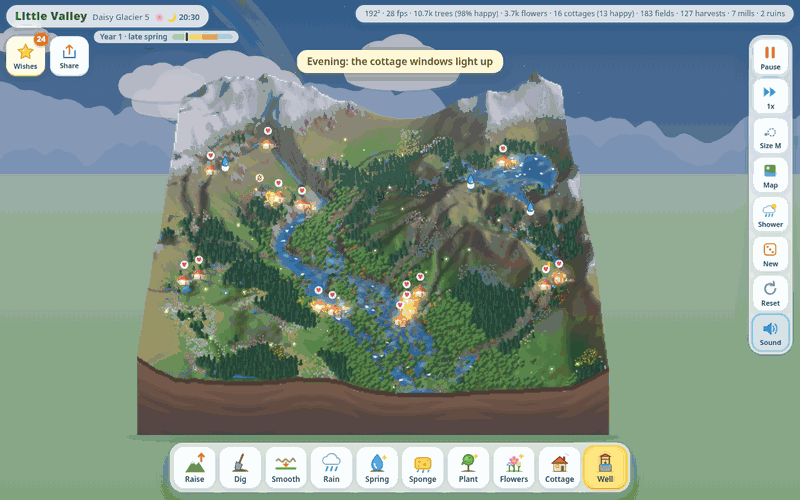 Little Valley Daisy Glacier 5 20:30
192² · 28 fps · 10.7k trees (98% happy) · 3.7k flowers · 16 cottages (13 happy) · 183 fields · 127 harvests · 7 mills · 2 ruins
Year 1 · late spring
24
Wishes
Share
Evening: the cottage windows light up
Pause
1x
Size M
Map
Shower
New
Reset
Sound
Raise
Dig
Smooth
Rain
Spring
Sponge
Plant
Flowers
Cottage
Well